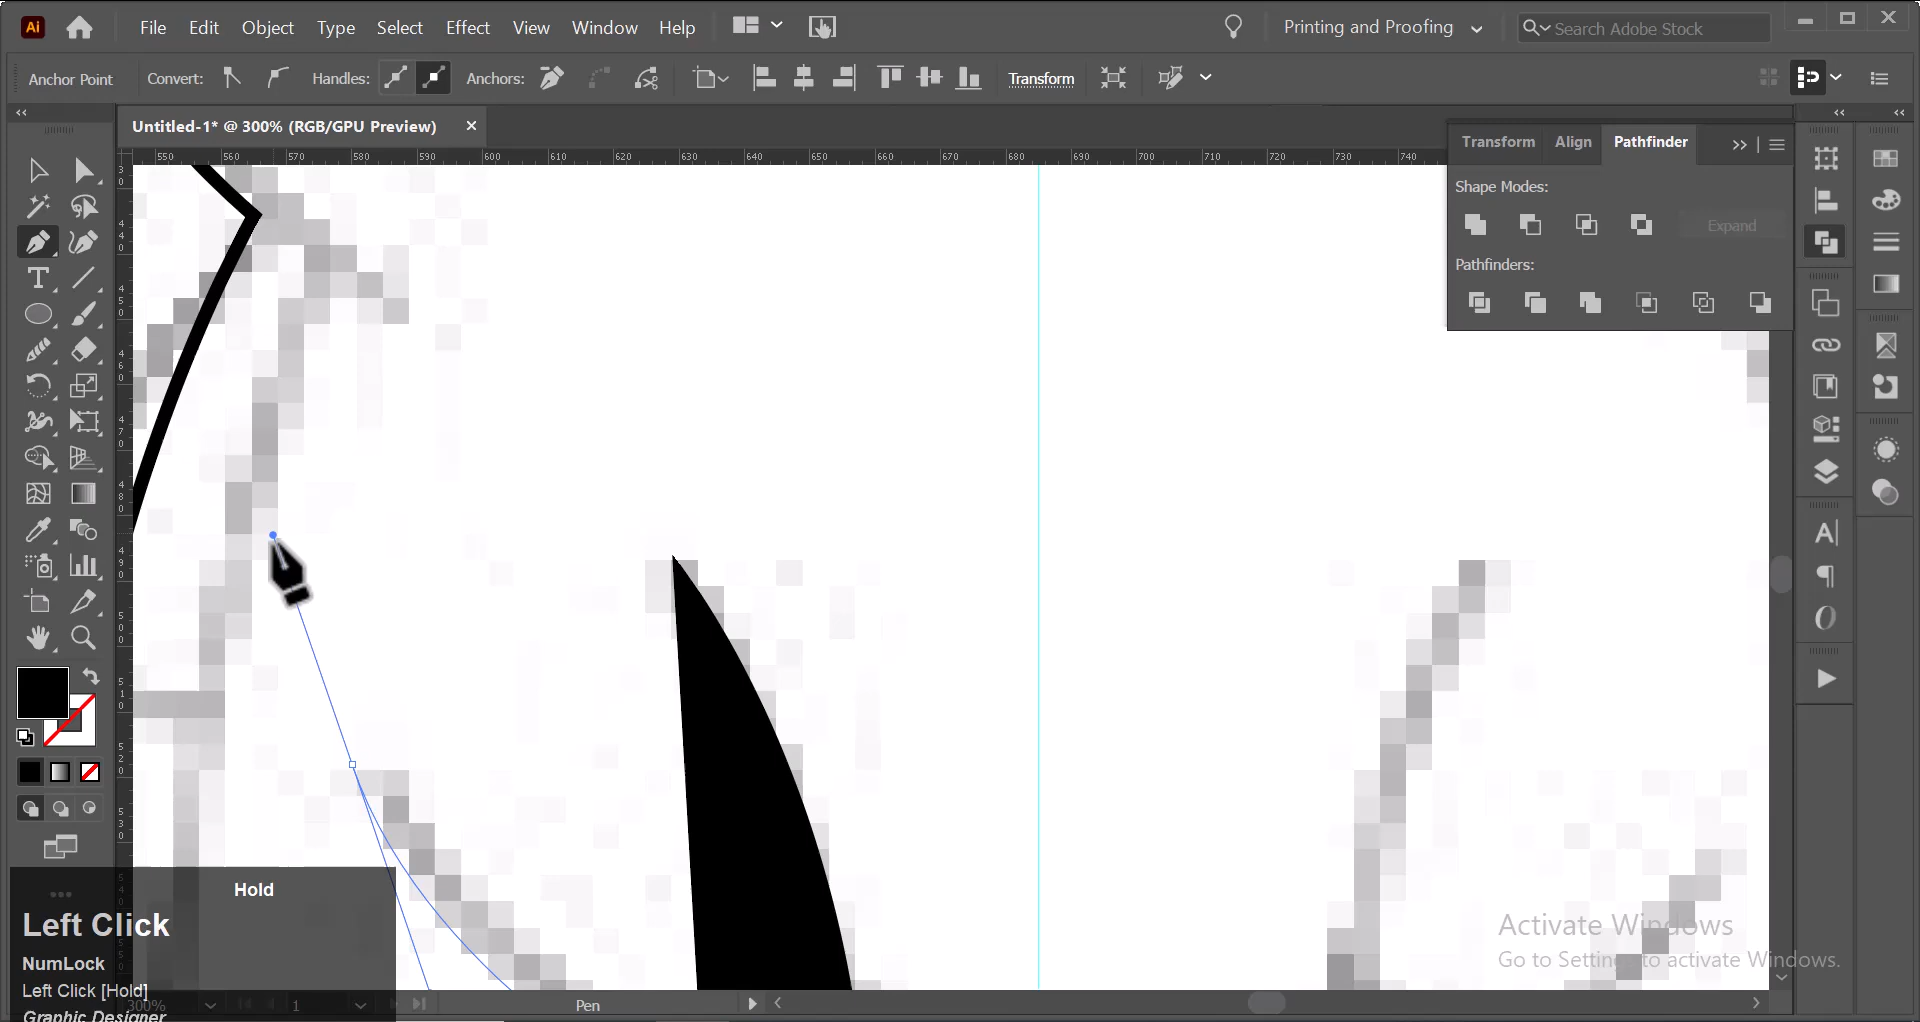 Ai File Edit Object Type Select Effect View Window Help Printing and Proofing Search Adobe Stock
Anchor Point Convert: Handles: Anchors: Transform
Untitled-1* @ 300% (RGB/GPU Preview)
550 560 570 580 590 600 610 620 630 640 650 660 670 680 690 700 710 720 730 740
Transform Align Pathfinder
Shape Modes:
Expand
Pathfinders:
Hold
Left Click
NumLock
Left Click [Hold]
Graphic Designer
300% 1 Pen
Activate Windows
Go to Settings to activate Windows.